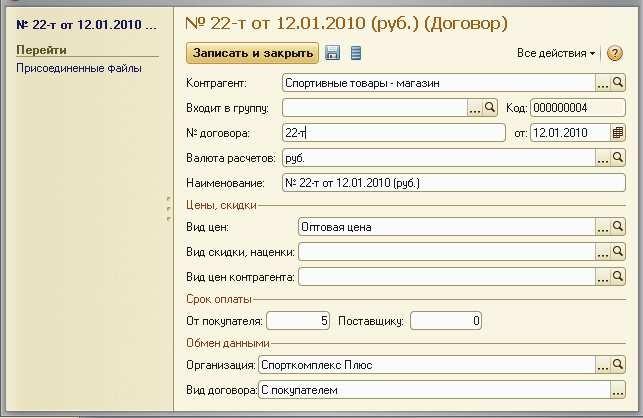 № 22-т от 12.01.2010 ...
Перейти
Присоединенные файлы
№ 22-т от 12.01.2010 (руб.) (Договор)
Записать и закрыть Все действия ?
Контрагент: Спортивные товары - магазин ...
Входит в группу: ... Код: 000000004
№ договора: 22-т от: 12.01.2010
Валюта расчетов: руб. ...
Наименование: № 22-т от 12.01.2010 (руб.)
Цены, скидки
Вид цен: Оптовая цена ...
Вид скидки, наценки: ...
Вид цен контрагента: ...
Срок оплаты
От покупателя: 5 Поставщику: 0
Обмен данными
Организация: Спорткомплекс Плюс ...
Вид договора: С покупателем ...